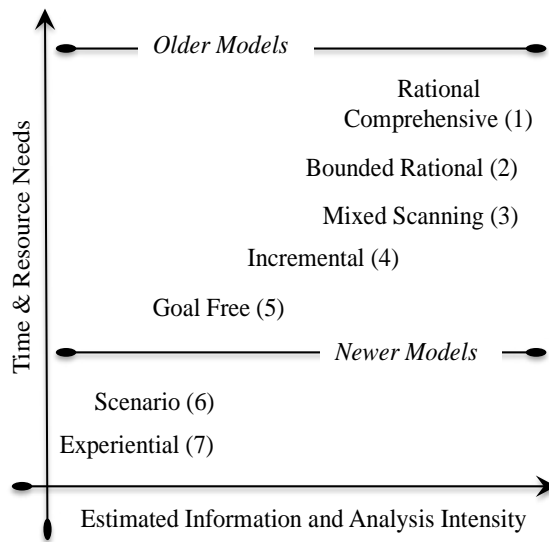 Older Models
Rational
Comprehensive (1)
Bounded Rational (2)
Mixed Scanning (3)
Incremental (4)
Goal Free (5)
Newer Models
Scenario (6)
Experiential (7)
Time & Resource Needs
Estimated Information and Analysis Intensity